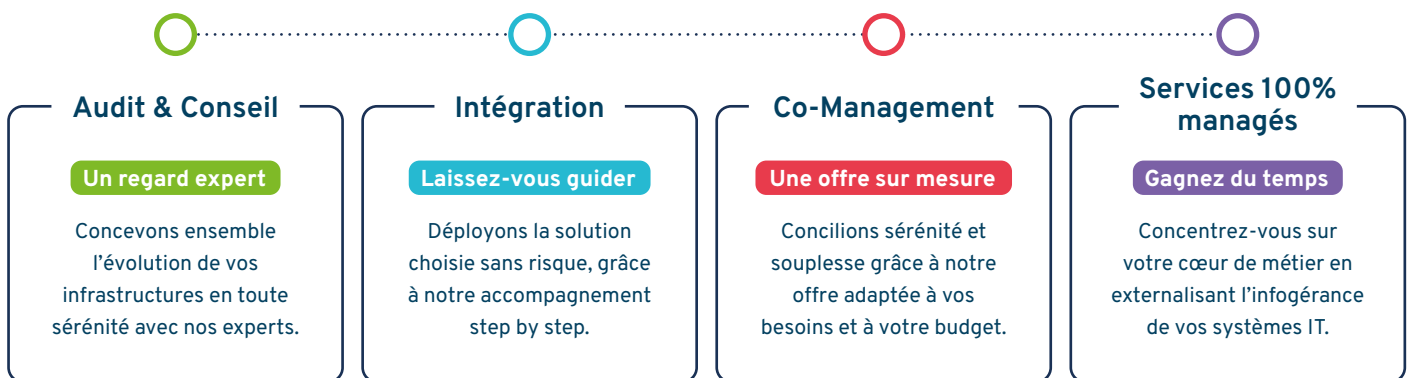 Audit & Conseil
Un regard expert
Concevons ensemble
l’évolution de vos
infrastructures en toute
sérénité avec nos experts.
Intégration
Laissez-vous guider
Déployons la solution
choisie sans risque, grâce
à notre accompagnement
step by step.
Co-Management
Une offre sur mesure
Concilions sérénité et
souplesse grâce à notre
offre adaptée à vos
besoins et à votre budget.
Services 100%
managés
Gagnez du temps
Concentrez-vous sur
votre cœur de métier en
externalisant l’infogérance
de vos systèmes IT.